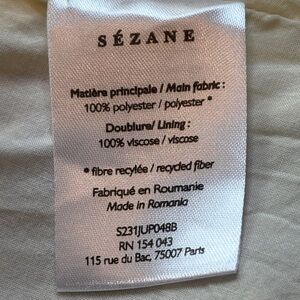 SÉZANE
Matière principale / Main fabric :
100% polyester / polyester *
Doublure/ Lining :
100% viscose / viscose
* fibre recylée / recycled fiber
Fabriqué en Roumanie
Made in Romania
S231JUP048B
RN 154 043
115 rue du Bac, 75007 Paris